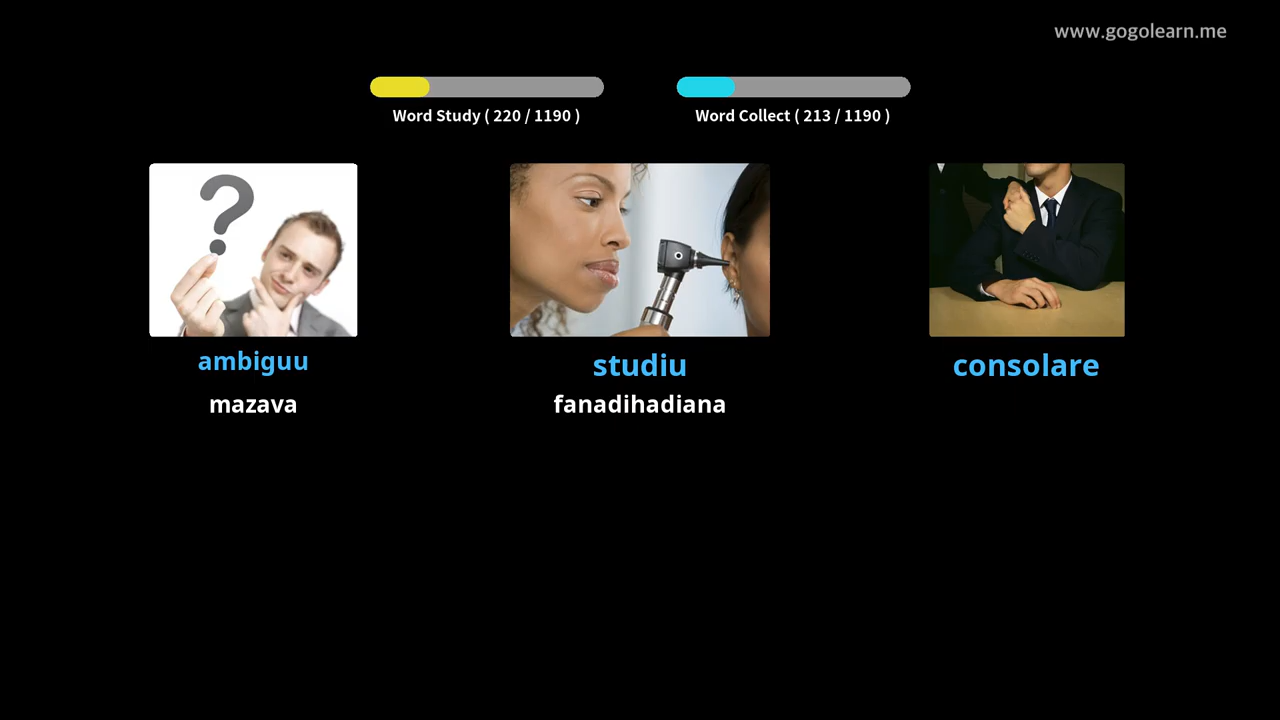 www.gogolearn.me
Word Study ( 220 / 1190 )
Word Collect ( 213 / 1190 )
ambiguu
mazava
studiu
fanadihadiana
consolare